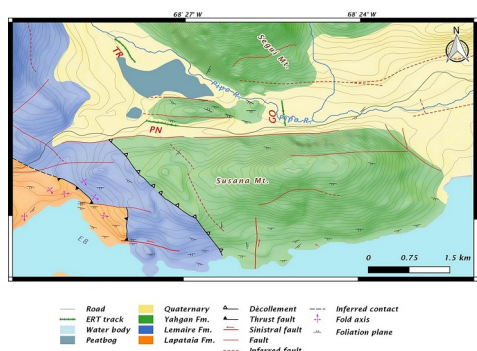 68° 27' W
68° 24' W
N
TR
Segui Mt.
Pipo R.
GO
Pipo R.
PN
Susana Mt.
EB
0 0.75 1.5 km
Road
ERT track
Water body
Peatbog
Quaternary
Yahgan Fm.
Lemaire Fm.
Lapataia Fm.
Décollement
Thrust fault
Sinistral fault
Fault
Inferred fault
Inferred contact
Fold axis
Foliation plane